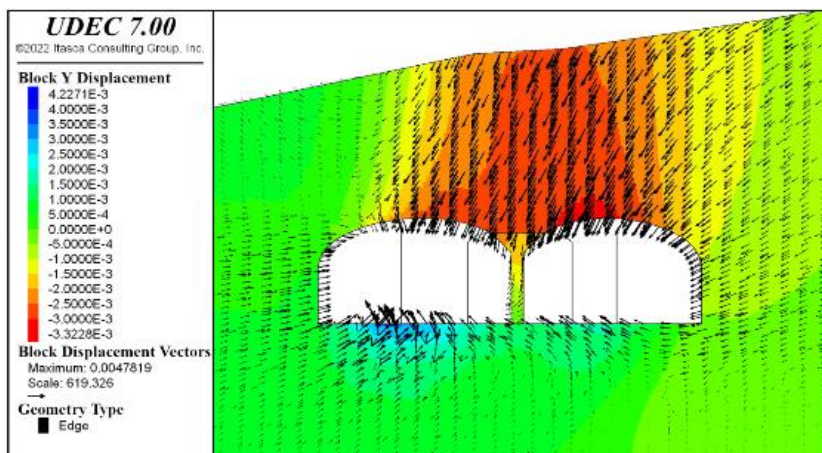 UDEC 7.00
©2022 Itasca Consulting Group, Inc.
Block Y Displacement
4.2271E-3
4.0000E-3
3.5000E-3
3.0000E-3
2.5000E-3
2.0000E-3
1.5000E-3
1.0000E-3
5.0000E-4
0.0000E+0
-5.0000E-4
-1.0000E-3
-1.5000E-3
-2.0000E-3
-2.5000E-3
-3.0000E-3
-3.3228E-3
Block Displacement Vectors
Maximum: 0.0047819
Scale: 619.326
Geometry Type
Edge